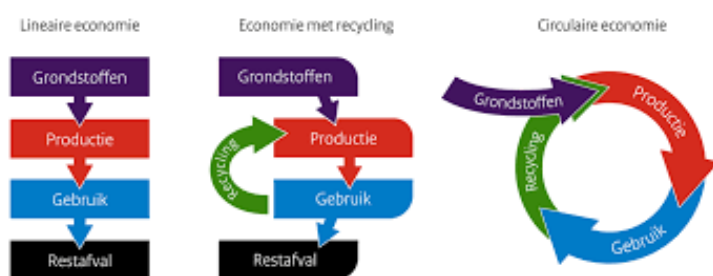 Lineaire economie
Grondstoffen
Productie
Gebruik
Restafval
Economie met recycling
Grondstoffen
Productie
Recycling
Gebruik
Restafval
Circulaire economie
Grondstoffen
Productie
Gebruik
Recycling